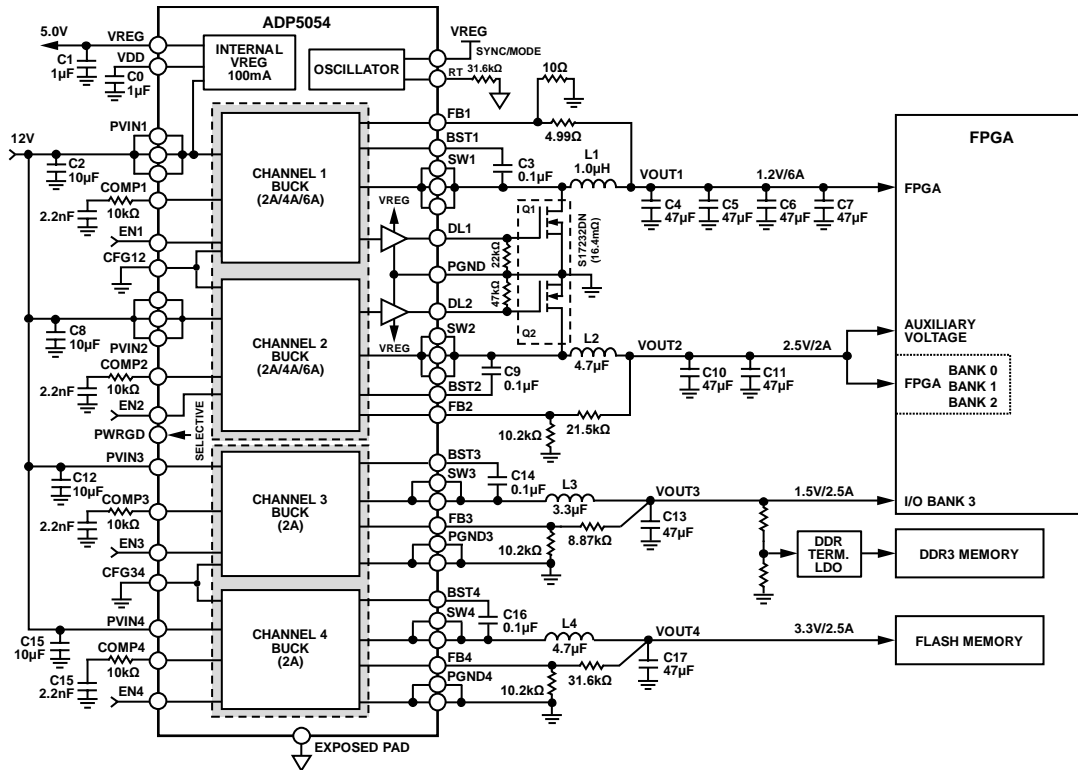 ADP5054
5.0V
VREG
C1
1µF
VDD
C0
1µF
INTERNAL
VREG
100mA
OSCILLATOR
VREG
SYNC/MODE
RT
31.6kΩ
10Ω
4.99Ω
FB1
BST1
SW1
C3
0.1µF
L1
1.0µH
VOUT1
1.2V/6A
C4
47µF
C5
47µF
C6
47µF
C7
47µF
FPGA
FPGA
12V
PVIN1
C2
10µF
COMP1
2.2nF
10kΩ
EN1
CFG12
CHANNEL 1
BUCK
(2A/4A/6A)
VREG
DL1
PGND
DL2
VREG
Q1
22kΩ
47kΩ
Q2
S17232DN
(16.4mΩ)
C8
10µF
PVIN2
COMP2
2.2nF
10kΩ
EN2
PWRGD
SELECTIVE
CHANNEL 2
BUCK
(2A/4A/6A)
SW2
BST2
FB2
C9
0.1µF
L2
4.7µF
VOUT2
2.5V/2A
C10
47µF
C11
47µF
10.2kΩ
21.5kΩ
AUXILIARY
VOLTAGE
FPGA
BANK 0
BANK 1
BANK 2
PVIN3
C12
10µF
COMP3
2.2nF
10kΩ
EN3
CFG34
CHANNEL 3
BUCK
(2A)
BST3
SW3
FB3
PGND3
C14
0.1µF
L3
3.3µF
VOUT3
1.5V/2.5A
C13
47µF
8.87kΩ
10.2kΩ
I/O BANK 3
DDR
TERM.
LDO
DDR3 MEMORY
PVIN4
C15
10µF
COMP4
C15
2.2nF
10kΩ
EN4
CHANNEL 4
BUCK
(2A)
BST4
SW4
FB4
PGND4
C16
0.1µF
L4
4.7µF
VOUT4
3.3V/2.5A
C17
47µF
31.6kΩ
10.2kΩ
FLASH MEMORY
EXPOSED PAD